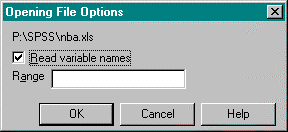 Opening File Options
P:\SPSS\nba.xls
Read variable names
Range
OK Cancel Help